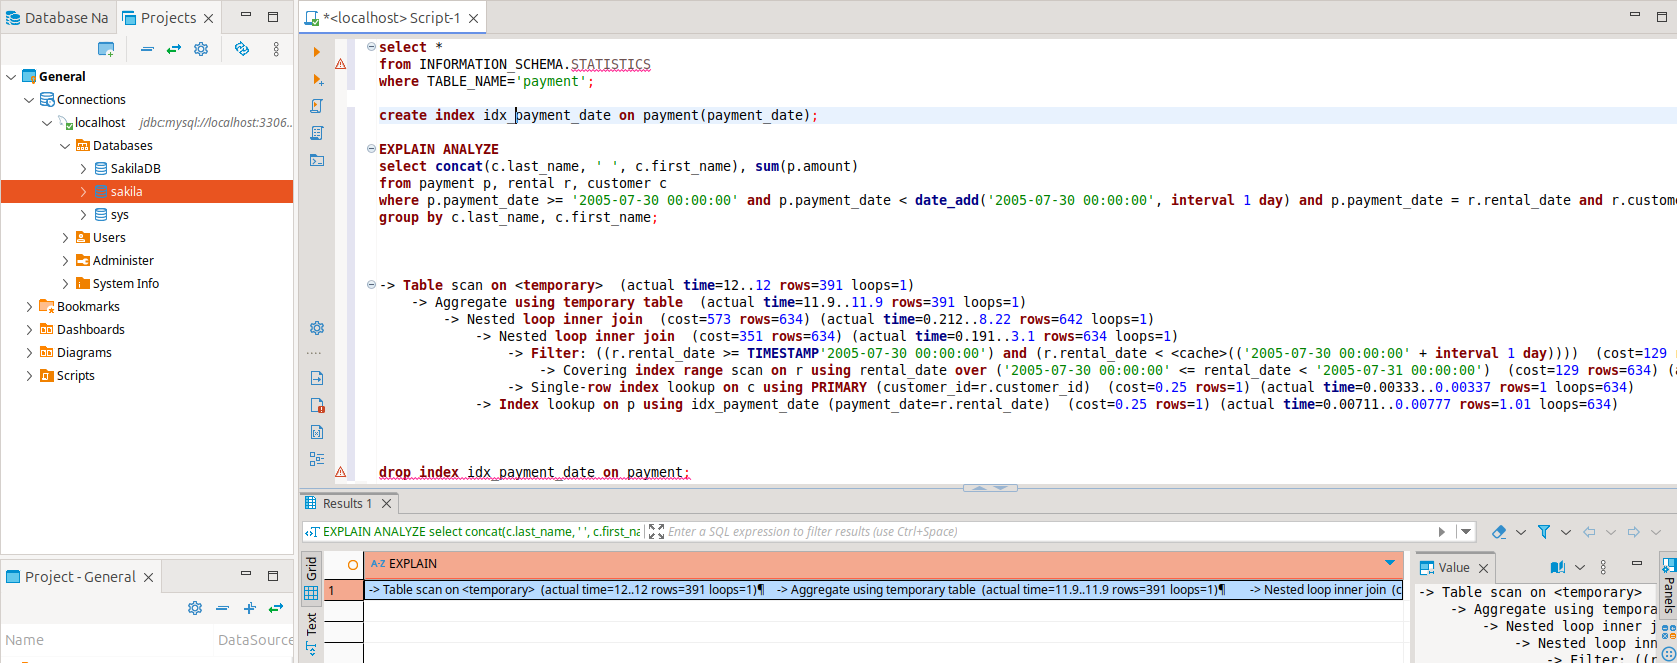 Database Na
Projects
General
Connections
localhost jdbc:mysql://localhost:3306..
Databases
SakilaDB
sakila
sys
Users
Administer
System Info
Bookmarks
Dashboards
Diagrams
Scripts
Project - General
Name DataSource
*<localhost> Script-1
select *
from INFORMATION_SCHEMA.STATISTICS
where TABLE_NAME='payment';
create index idx_payment_date on payment(payment_date);
EXPLAIN ANALYZE
select concat(c.last_name, ' ', c.first_name), sum(p.amount)
from payment p, rental r, customer c
where p.payment_date >= '2005-07-30 00:00:00' and p.payment_date < date_add('2005-07-30 00:00:00', interval 1 day) and p.payment_date = r.rental_date and r.custome
group by c.last_name, c.first_name;
-> Table scan on <temporary> (actual time=12..12 rows=391 loops=1)
-> Aggregate using temporary table (actual time=11.9..11.9 rows=391 loops=1)
-> Nested loop inner join (cost=573 rows=634) (actual time=0.212..8.22 rows=642 loops=1)
-> Nested loop inner join (cost=351 rows=634) (actual time=0.191..3.1 rows=634 loops=1)
-> Filter: ((r.rental_date >= TIMESTAMP'2005-07-30 00:00:00') and (r.rental_date < <cache>(('2005-07-30 00:00:00' + interval 1 day)))) (cost=129
-> Covering index range scan on r using rental_date over ('2005-07-30 00:00:00' <= rental_date < '2005-07-31 00:00:00') (cost=129 rows=634) (a
-> Single-row index lookup on c using PRIMARY (customer_id=r.customer_id) (cost=0.25 rows=1) (actual time=0.00333..0.00337 rows=1 loops=634)
-> Index lookup on p using idx_payment_date (payment_date=r.rental_date) (cost=0.25 rows=1) (actual time=0.00711..0.00777 rows=1.01 loops=634)
drop index idx_payment_date on payment;
Results 1
EXPLAIN ANALYZE select concat(c.last_name, ' ', c.first_na
Enter a SQL expression to filter results (use Ctrl+Space)
Grid
Text
A-Z EXPLAIN
1 -> Table scan on <temporary> (actual time=12..12 rows=391 loops=1)¶ -> Aggregate using temporary table (actual time=11.9..11.9 rows=391 loops=1)¶ -> Nested loop inner join (c
Value
-> Table scan on <temporary>
-> Aggregate using tempora
-> Nested loop inner j
-> Nested loop inn
-> Filter: ((r
Panels